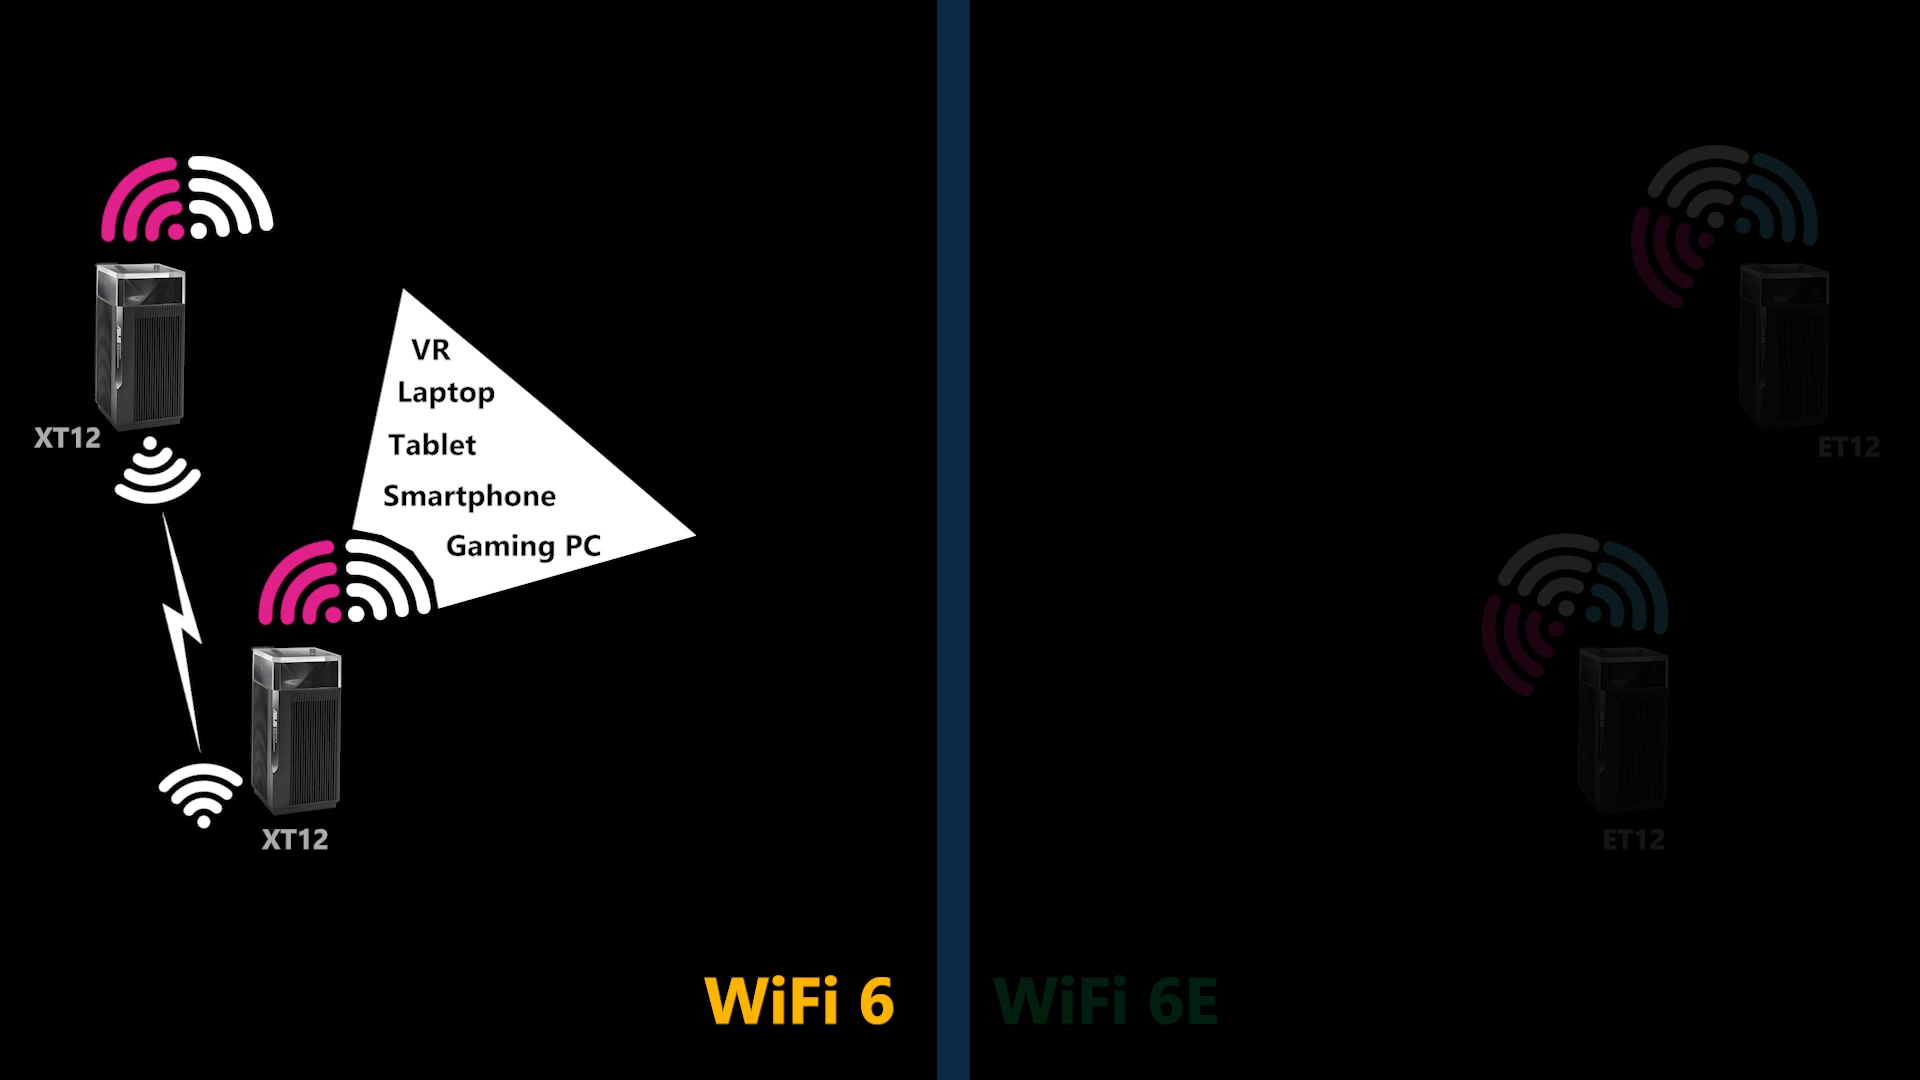 XT12
VR
Laptop
Tablet
Smartphone
Gaming PC
XT12
WiFi 6
ET12
ET12
WiFi 6E